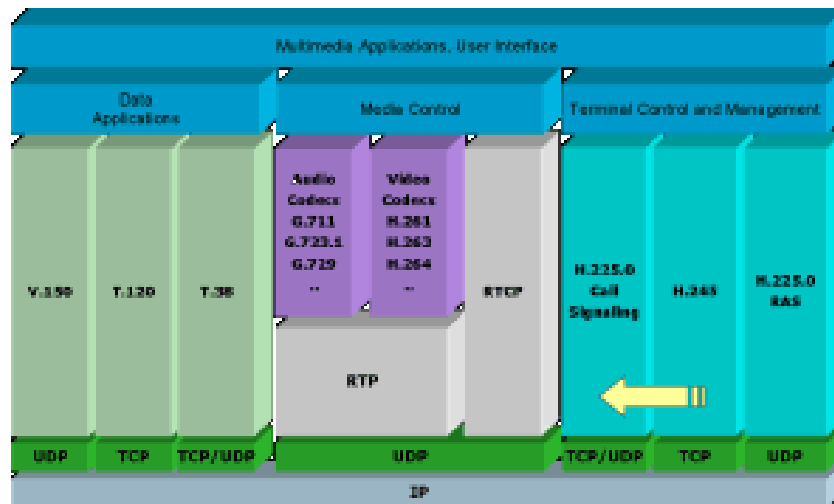 Multimedia Applications, User Interface
Data
Applications
Media Control
Terminal Control and Management
Audio
Codecs
G.711
G.723.1
G.729
..
Video
Codecs
H.261
H.263
H.264
..
V.150
T.120
T.38
RTCP
H.225.0
Call
Signaling
H.245
H.225.0
RAS
RTP
UDP
TCP
TCP/UDP
UDP
TCP/UDP
TCP
UDP
IP